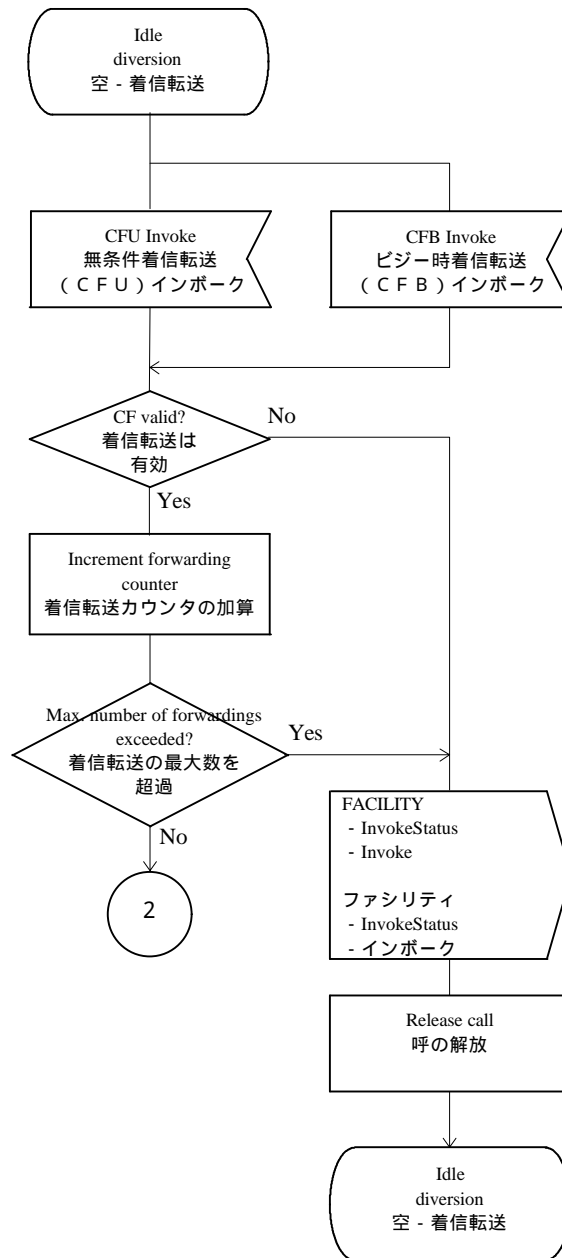 Idle
diversion
空 - 着信転送
CFU Invoke
無条件着信転送
（ＣＦＵ）インボーク
CFB Invoke
ビジー時着信転送
（ＣＦＢ）インボーク
CF valid?
着信転送は
有効
No
Yes
Increment forwarding
counter
着信転送カウンタの加算
Max. number of forwardings
exceeded?
着信転送の最大数を
超過
Yes
No
2
FACILITY
- InvokeStatus
- Invoke
ファシリティ
- InvokeStatus
- インボーク
Release call
呼の解放
Idle
diversion
空 - 着信転送